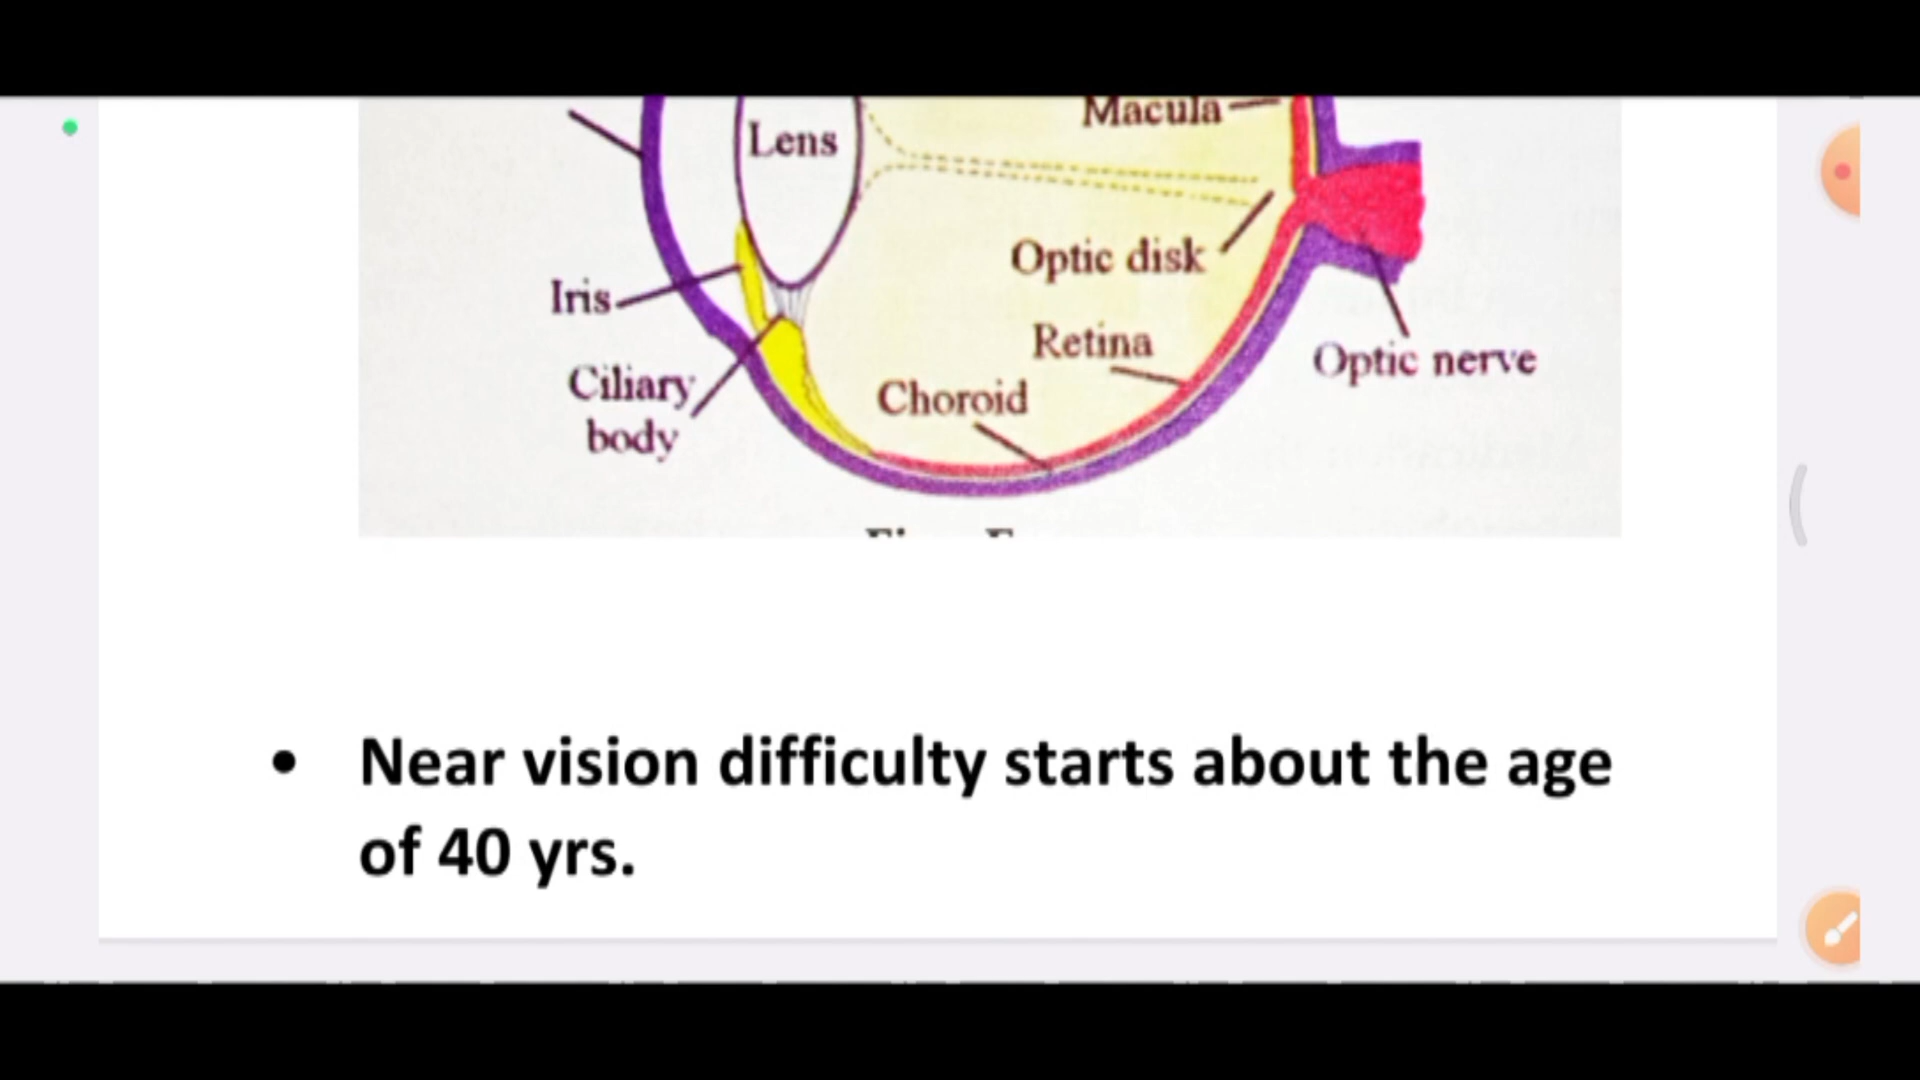 Macula
Lens
Optic disk
Iris
Retina
Optic nerve
Ciliary
body
Choroid
• Near vision difficulty starts about the age
of 40 yrs.